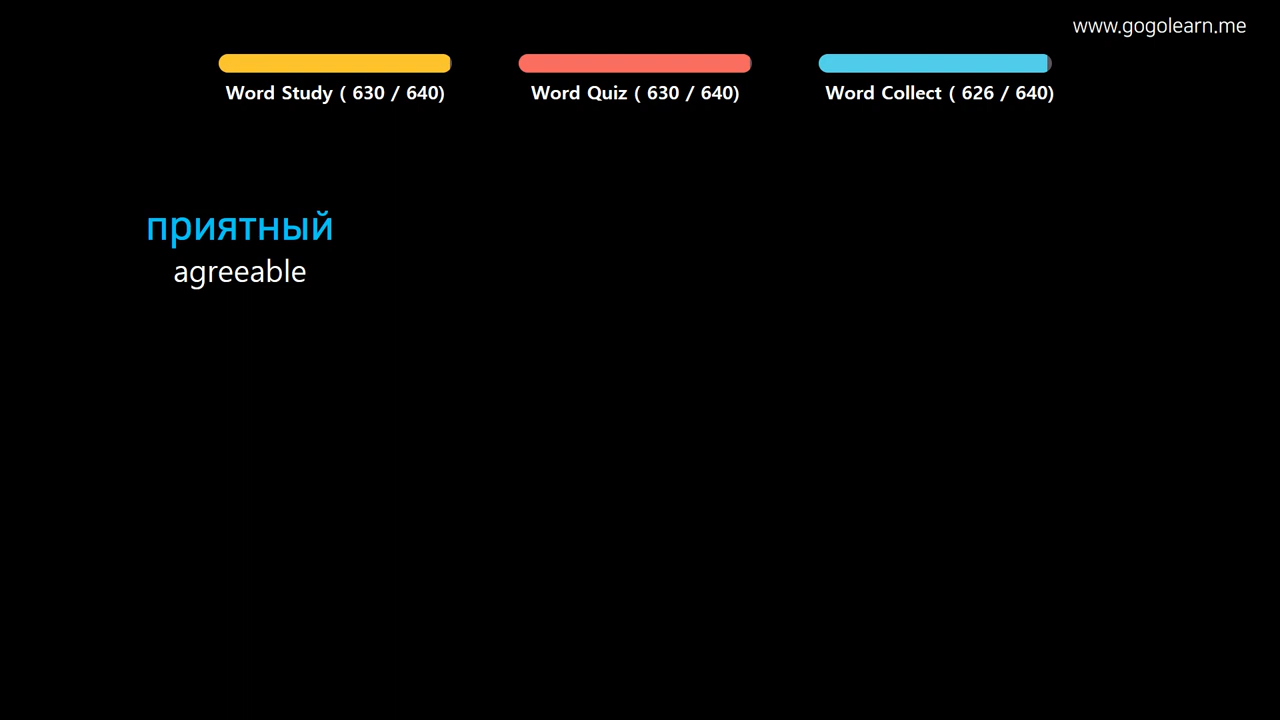 www.gogolearn.me
Word Study ( 630 / 640)
Word Quiz ( 630 / 640)
Word Collect ( 626 / 640)
приятный
agreeable